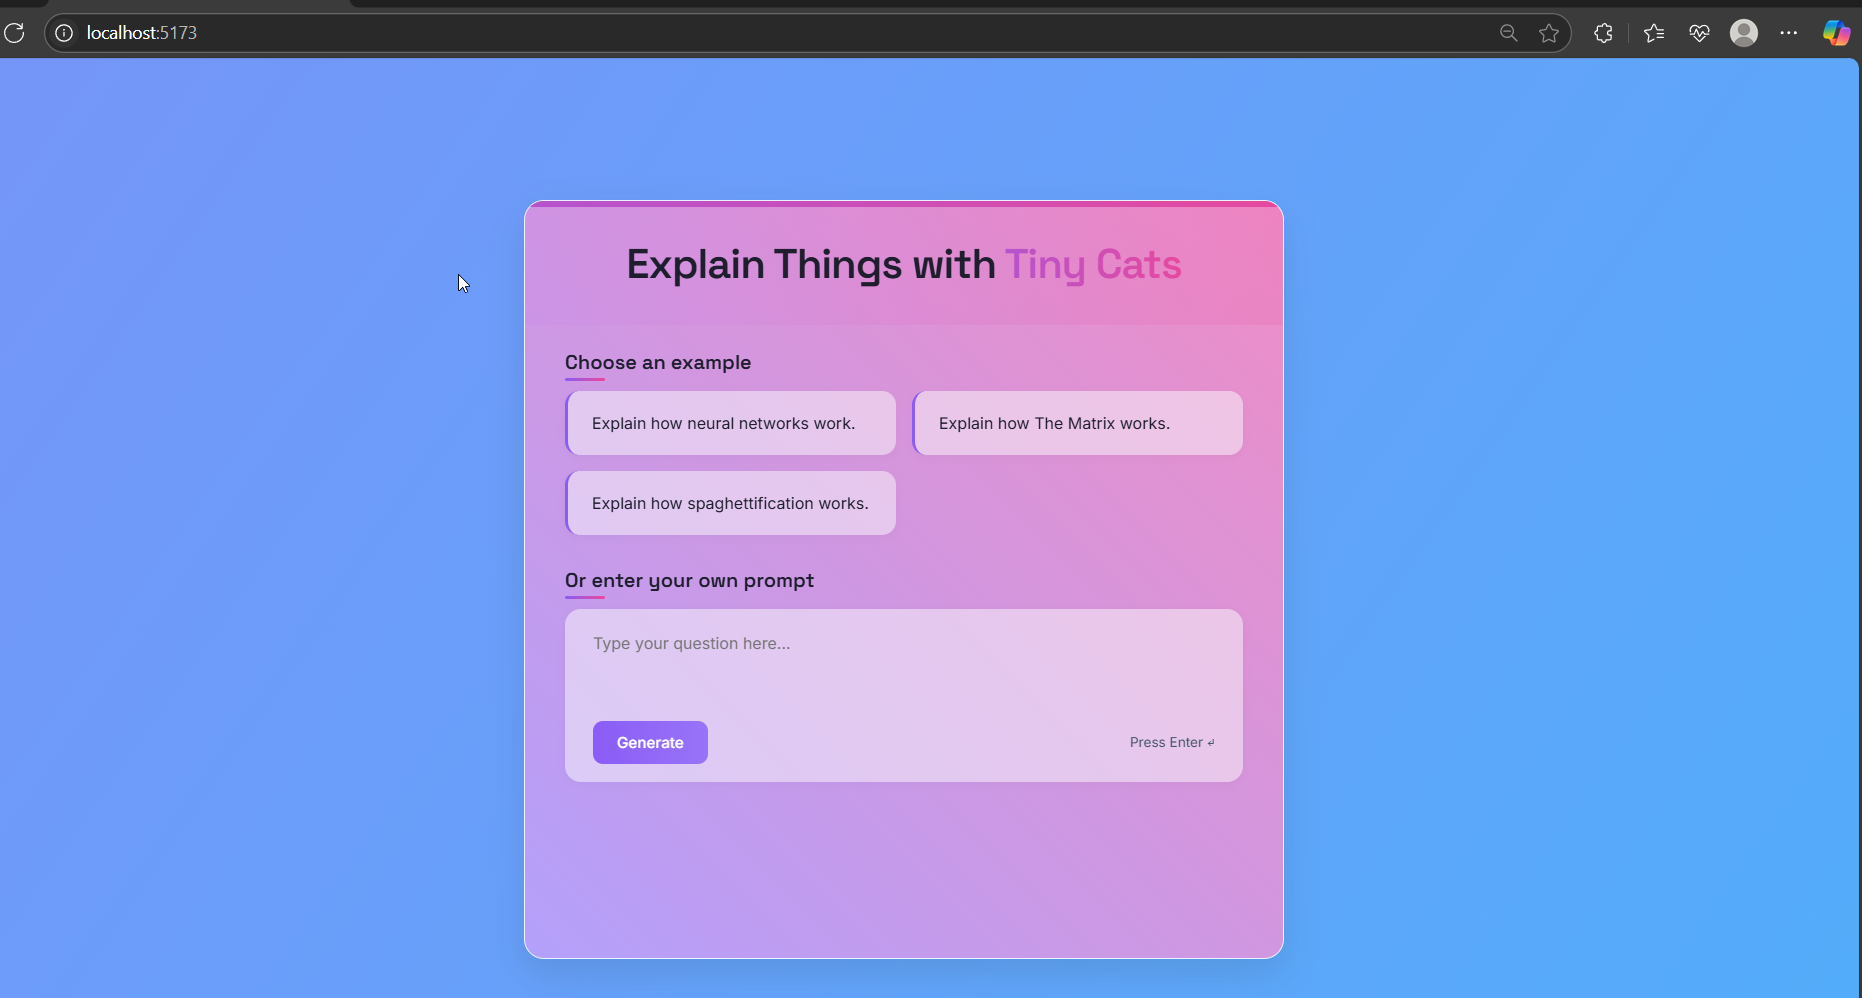 localhost:5173
Explain Things with Tiny Cats
Choose an example
Explain how neural networks work.
Explain how The Matrix works.
Explain how spaghettification works.
Or enter your own prompt
Type your question here...
Generate
Press Enter ↵